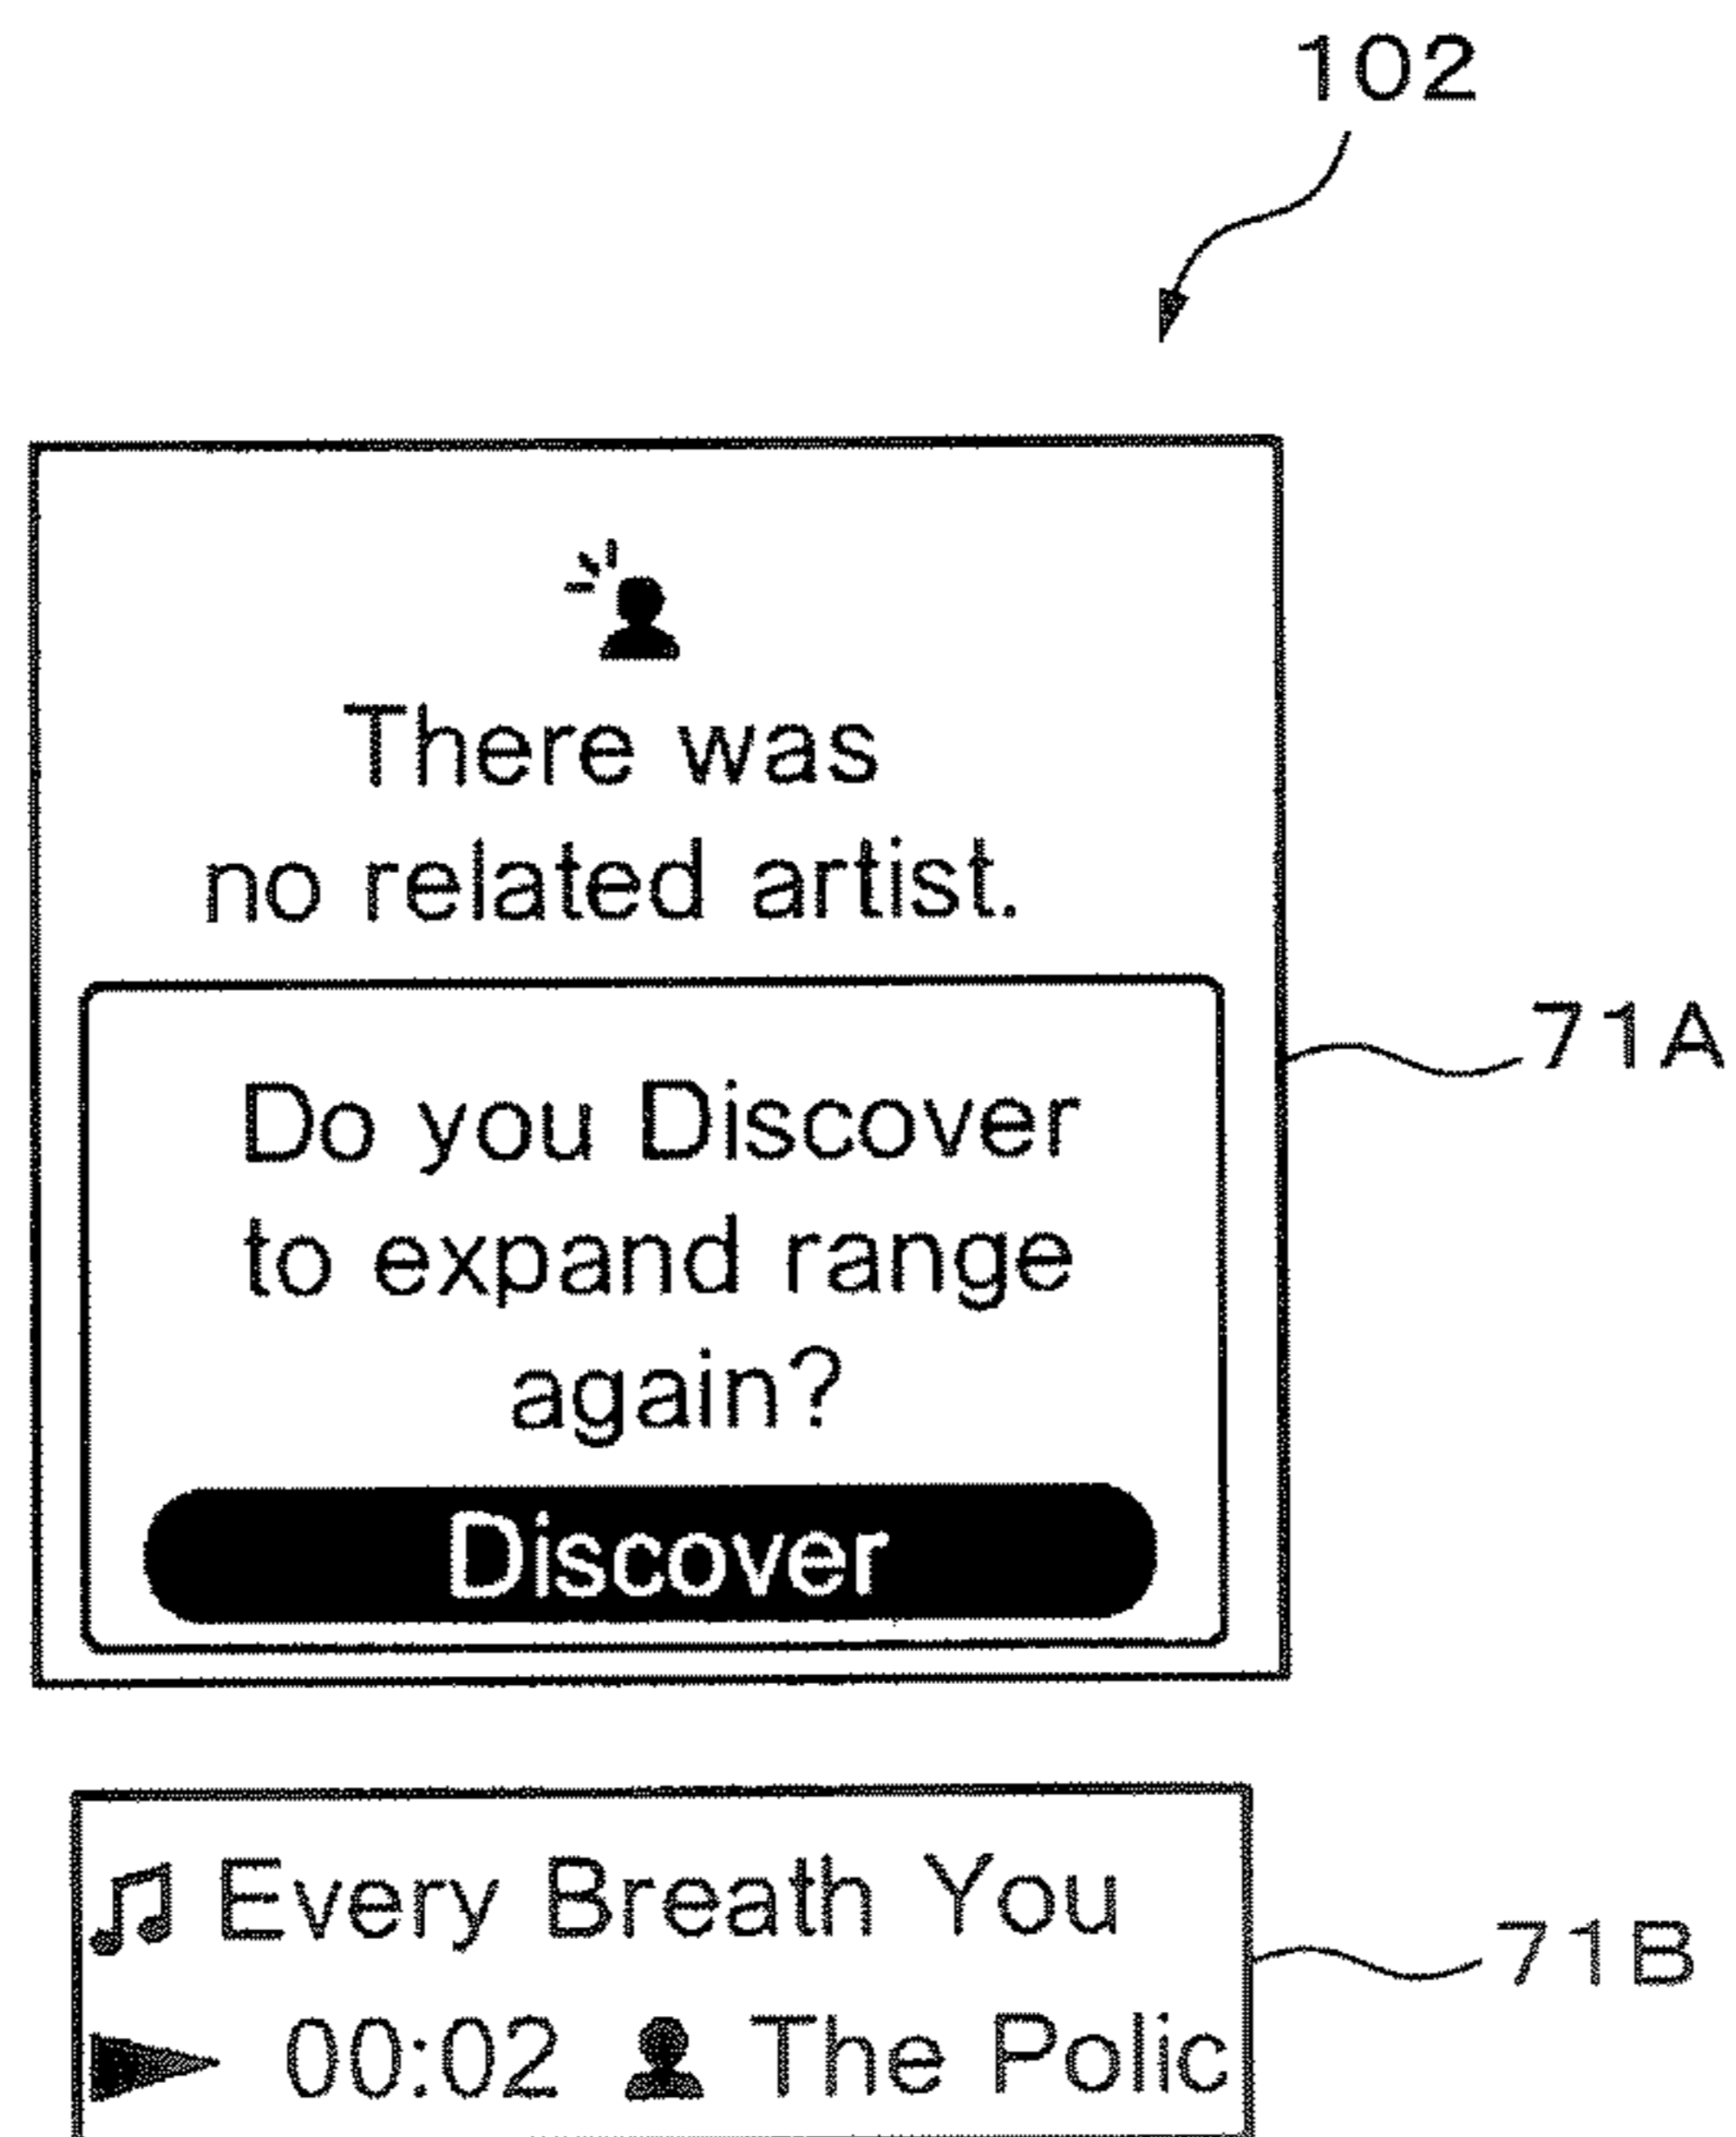 102
There was
no related artist.
71A
Do you Discover
to expand range
again?
Discover
Every Breath You
71B
00:02 The Polic